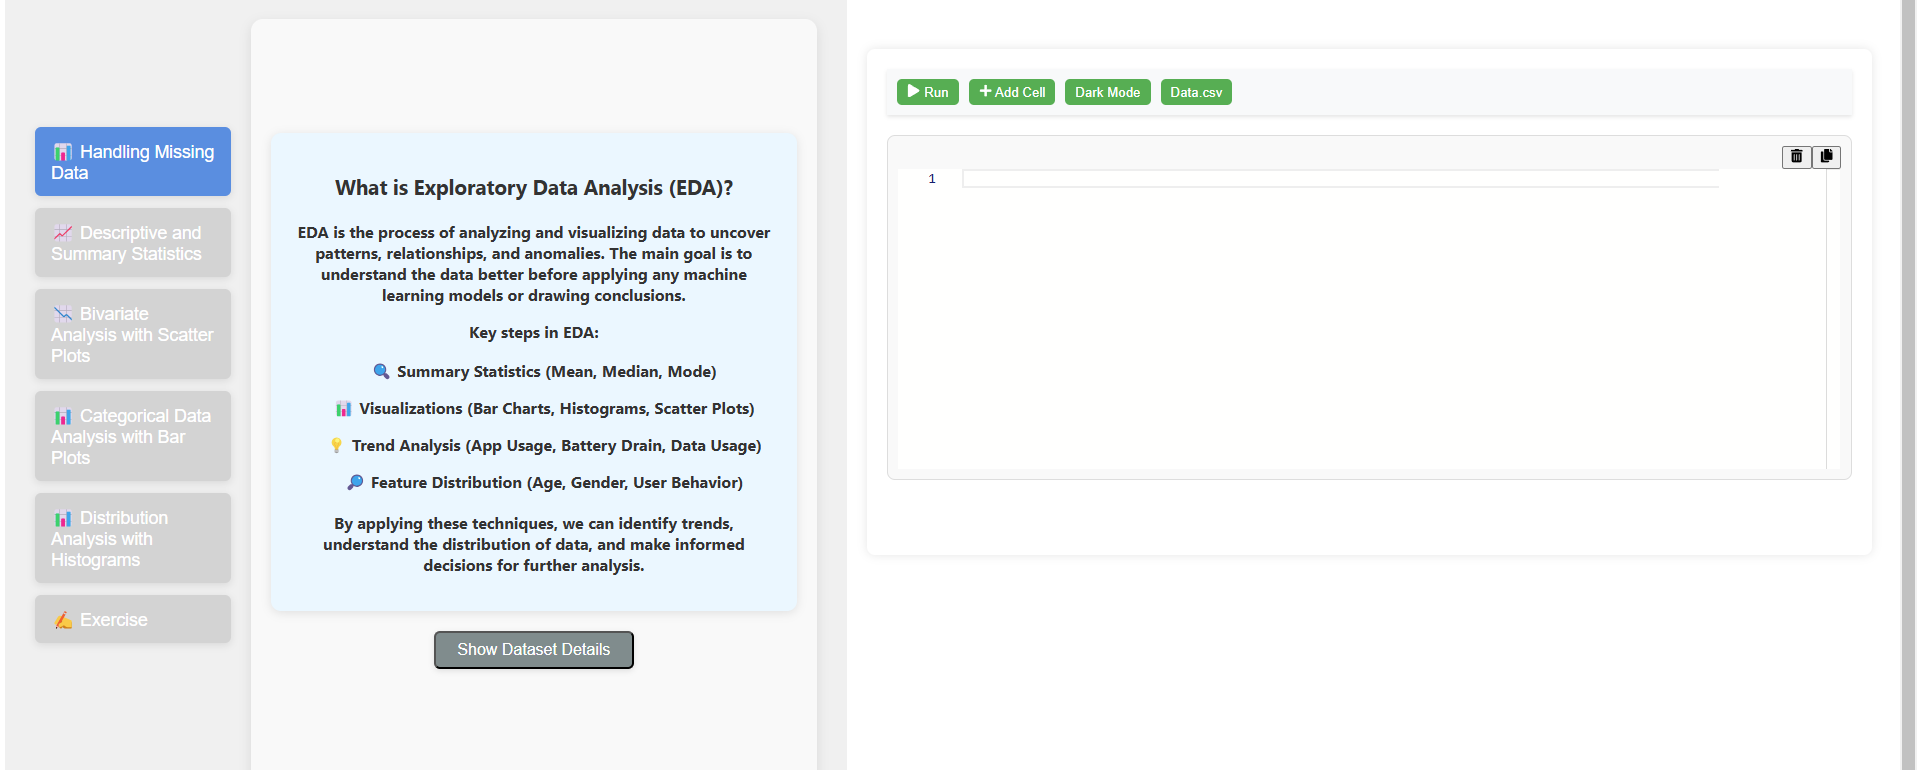 Handling Missing
Data
Descriptive and
Summary Statistics
Bivariate
Analysis with Scatter
Plots
Categorical Data
Analysis with Bar
Plots
Distribution
Analysis with
Histograms
Exercise
What is Exploratory Data Analysis (EDA)?
EDA is the process of analyzing and visualizing data to uncover
patterns, relationships, and anomalies. The main goal is to
understand the data better before applying any machine
learning models or drawing conclusions.
Key steps in EDA:
Summary Statistics (Mean, Median, Mode)
Visualizations (Bar Charts, Histograms, Scatter Plots)
Trend Analysis (App Usage, Battery Drain, Data Usage)
Feature Distribution (Age, Gender, User Behavior)
By applying these techniques, we can identify trends,
understand the distribution of data, and make informed
decisions for further analysis.
Show Dataset Details
Run Add Cell Dark Mode Data.csv
1